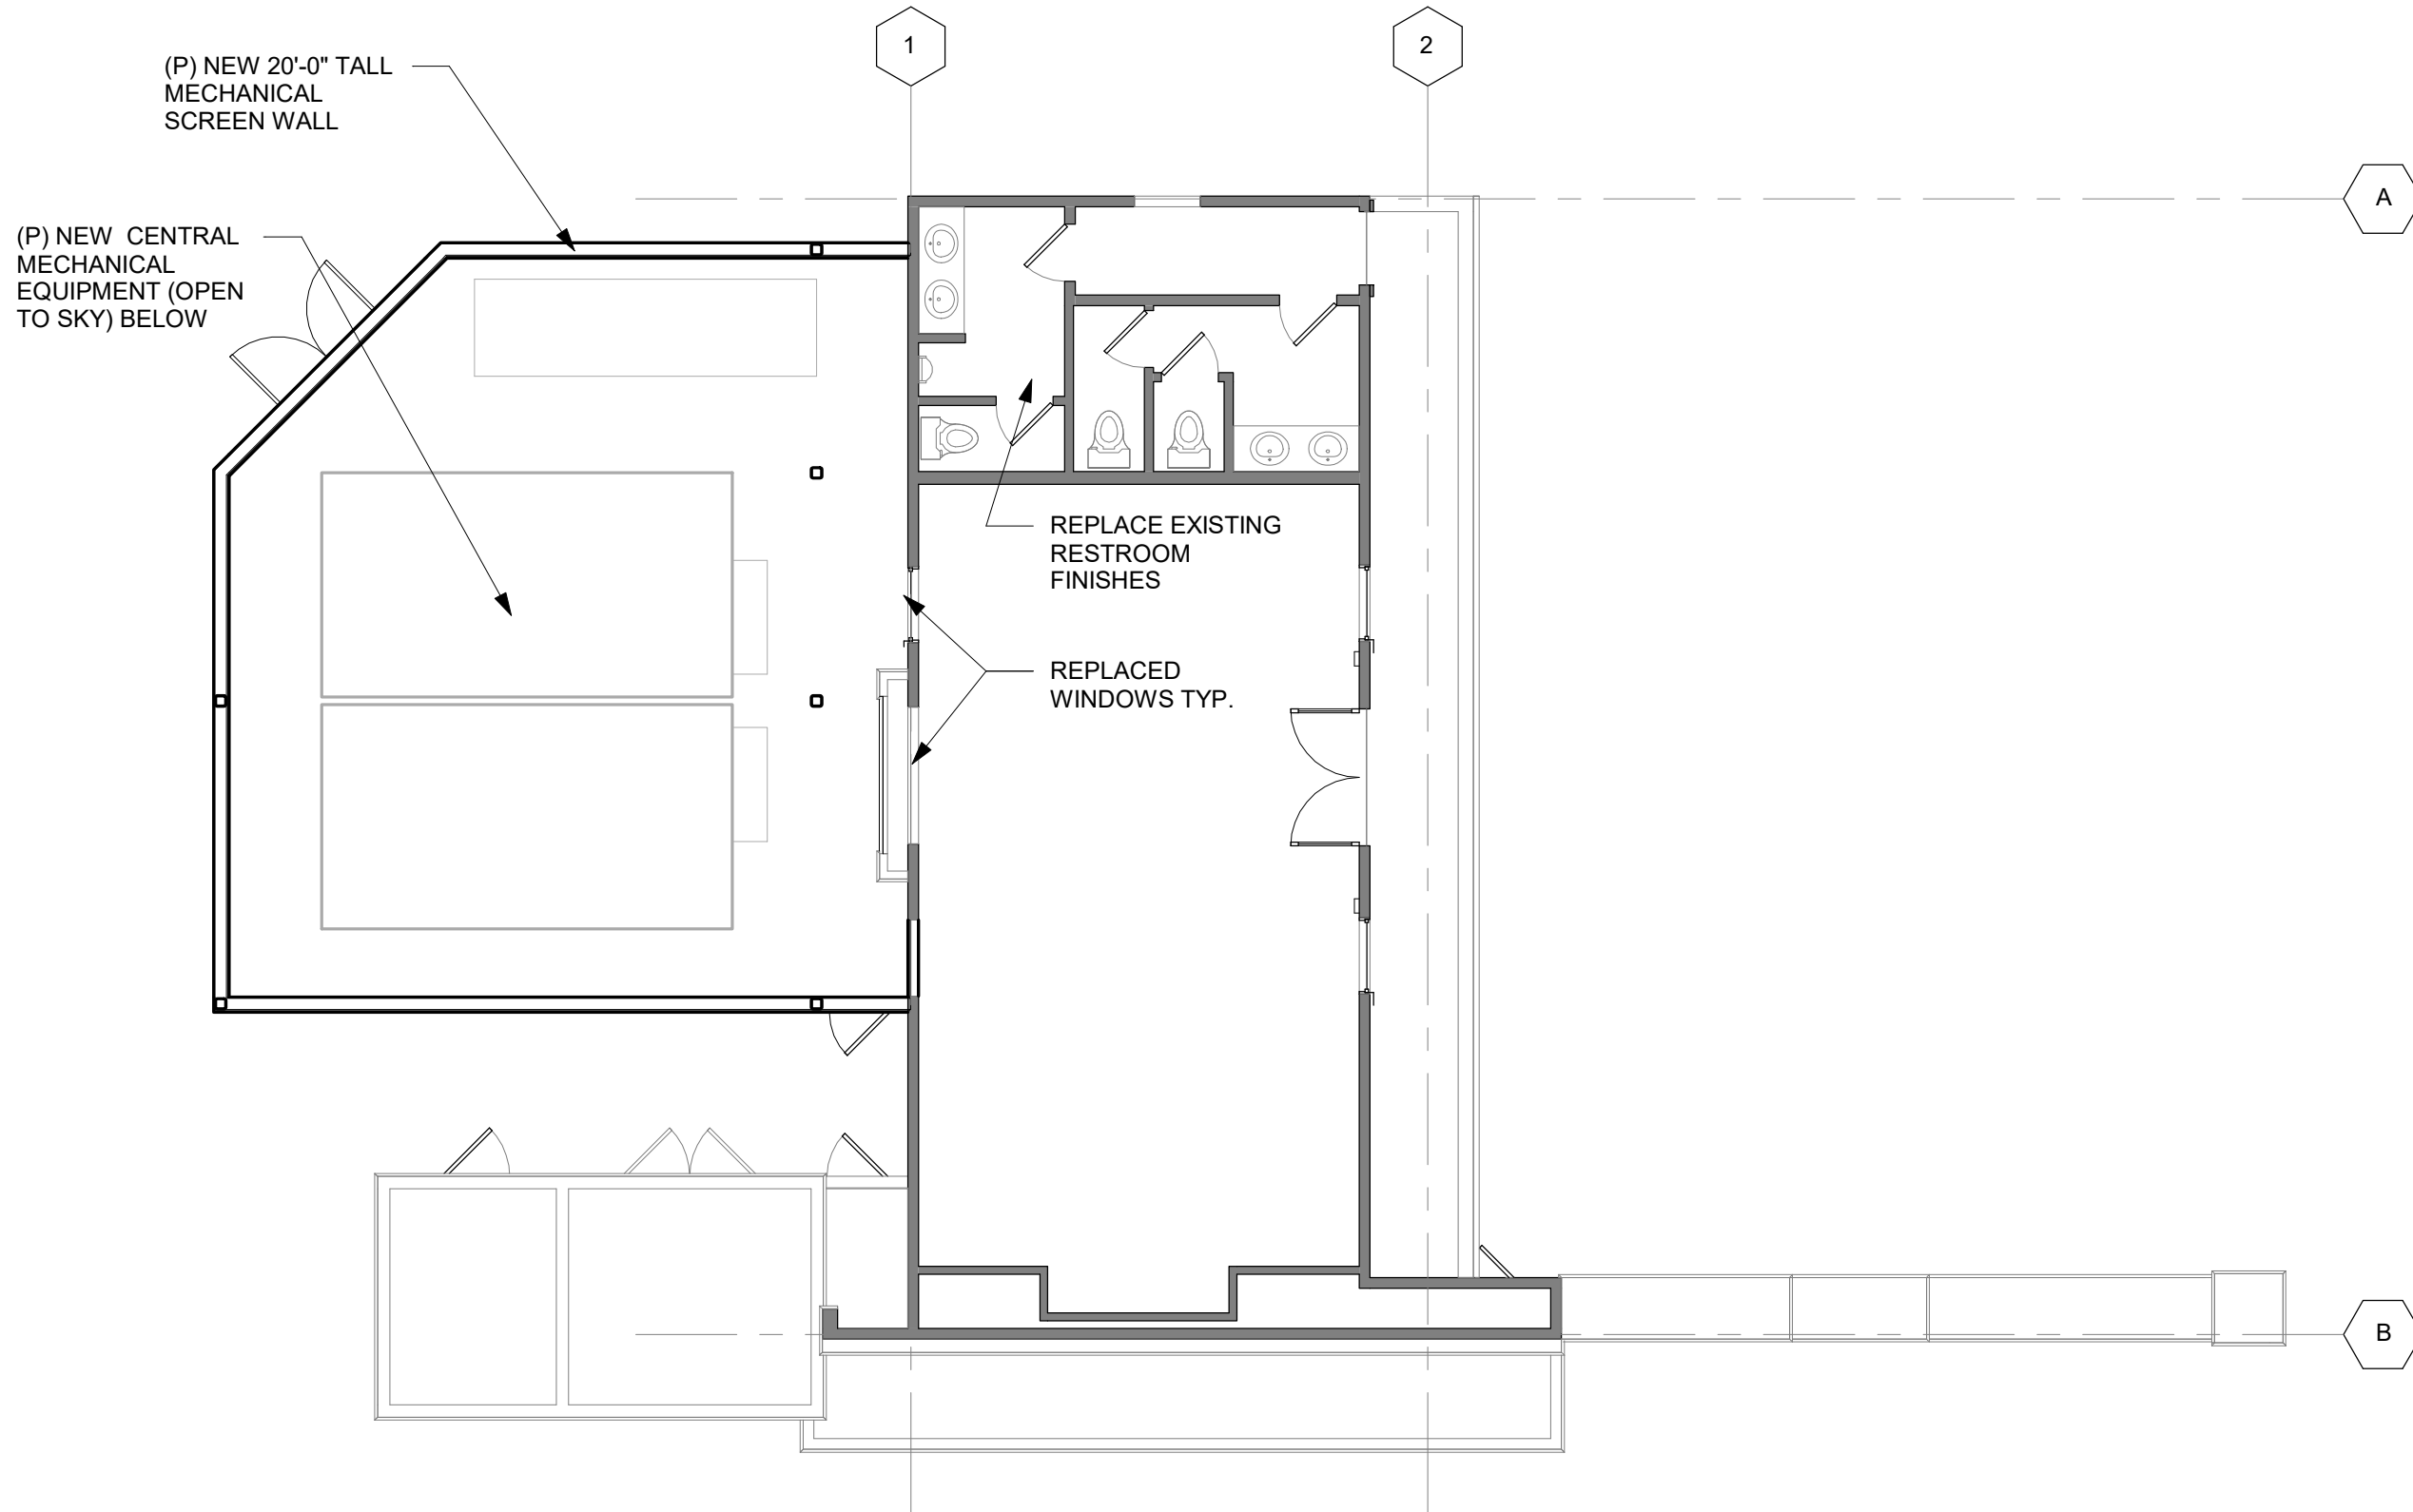 1
2
(P) NEW 20'-0" TALL
MECHANICAL
SCREEN WALL
A
(P) NEW CENTRAL
MECHANICAL
EQUIPMENT (OPEN
TO SKY) BELOW
REPLACE EXISTING
RESTROOM
FINISHES
REPLACED
WINDOWS TYP.
B